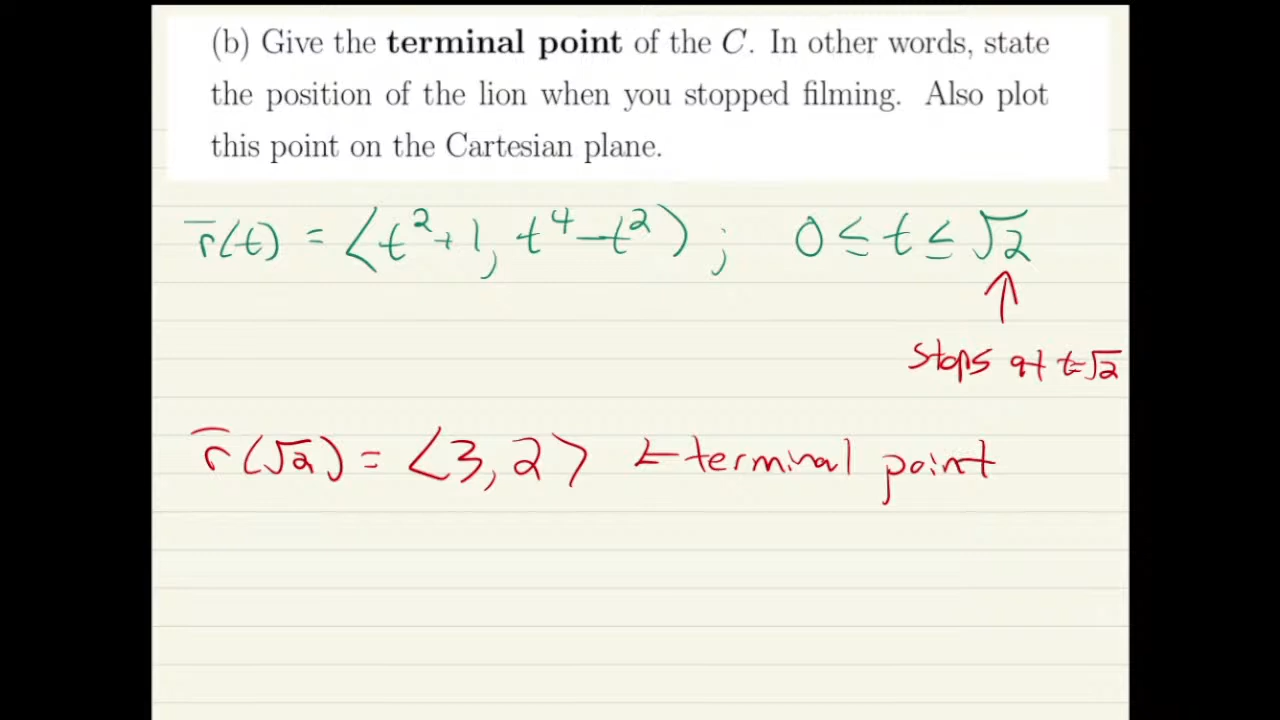 (b) Give the terminal point of the C. In other words, state
the position of the lion when you stopped filming. Also plot
this point on the Cartesian plane.
r̅(t) = ⟨t²+1, t⁴−t²⟩; 0 ≤ t ≤ √2
↑
stops at t=√2
r̅(√2) = ⟨3, 2⟩ ← terminal point